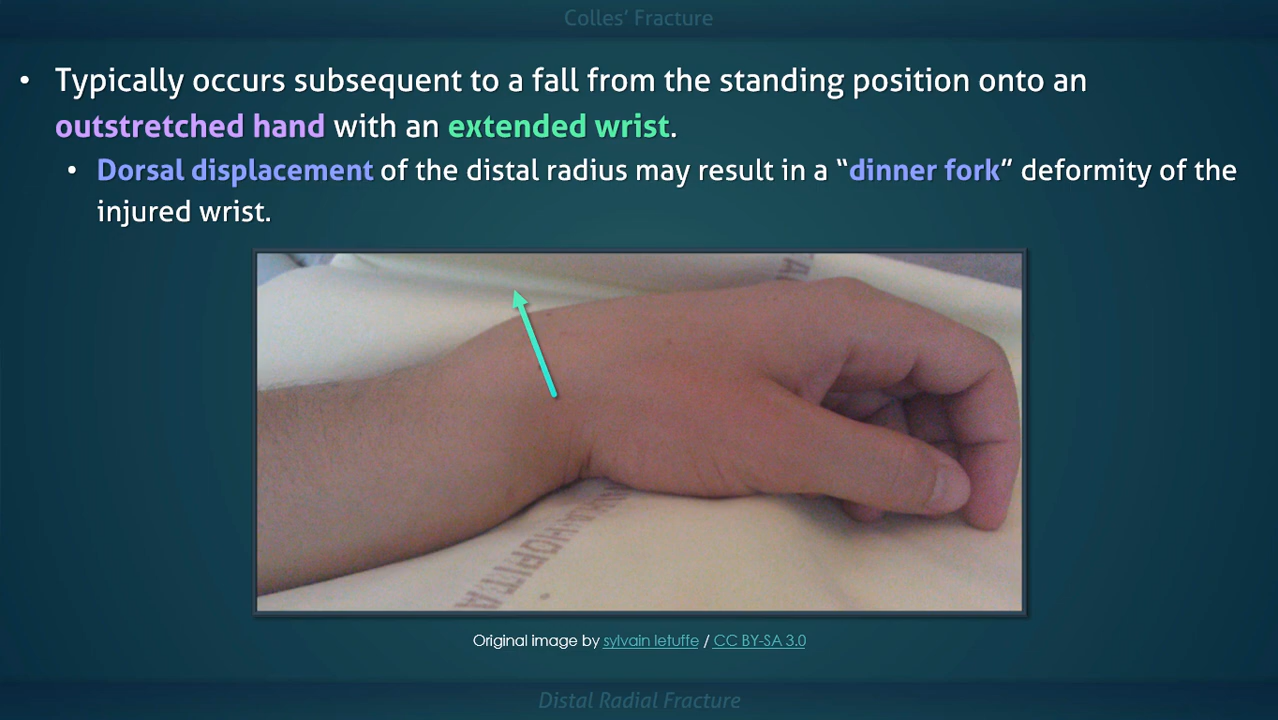 Colles’ Fracture
• Typically occurs subsequent to a fall from the standing position onto an
outstretched hand with an extended wrist.
• Dorsal displacement of the distal radius may result in a “dinner fork” deformity of the
injured wrist.
Original image by sylvain letuffe / CC BY-SA 3.0
Distal Radial Fracture